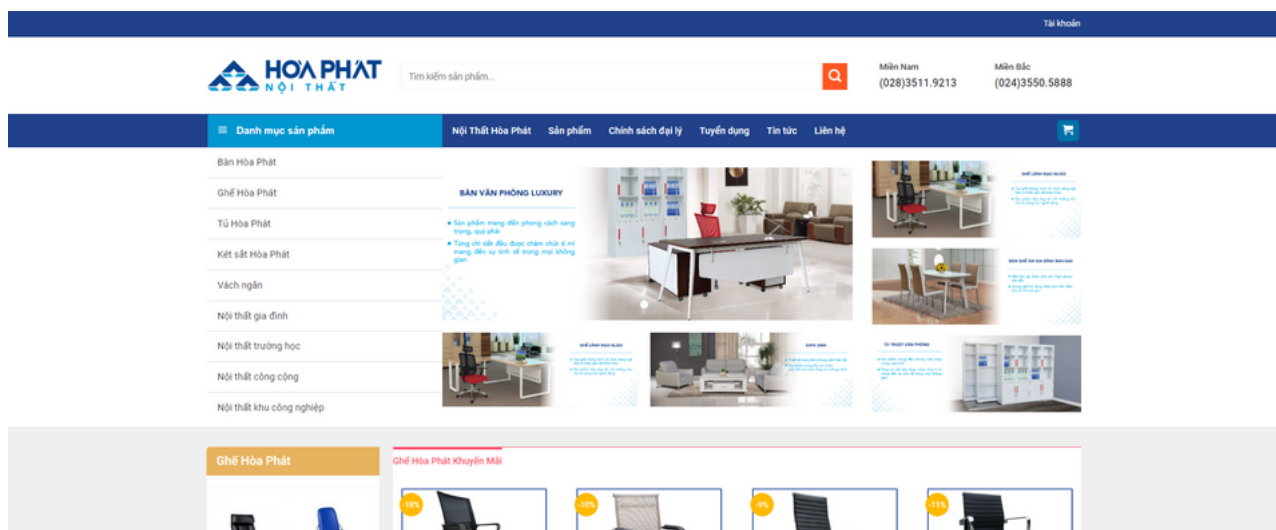 Tài khoản
HÒA PHÁT
NỘI THẤT
Tìm kiếm sản phẩm...
Miền Nam
(028)3511.9213
Miền Bắc
(024)3550.5888
Danh mục sản phẩm
Nội Thất Hòa Phát Sản phẩm Chính sách đại lý Tuyển dụng Tin tức Liên hệ
Bàn Hòa Phát
Ghế Hòa Phát
Tủ Hòa Phát
Két sắt Hòa Phát
Vách ngăn
Nội thất gia đình
Nội thất trường học
Nội thất công cộng
Nội thất khu công nghiệp
BÀN VĂN PHÒNG LUXURY
Sản phẩm mang đến phong cách sang
trọng, quý phái
Từng chi tiết đều được chăm chút tỉ mỉ
mang đến sự tinh tế trong mọi không
gian
TỦ TRƯỢT VĂN PHÒNG
Ghế Hòa Phát
Ghế Hòa Phát Khuyến Mãi
-18%
-10%
-9%
-11%